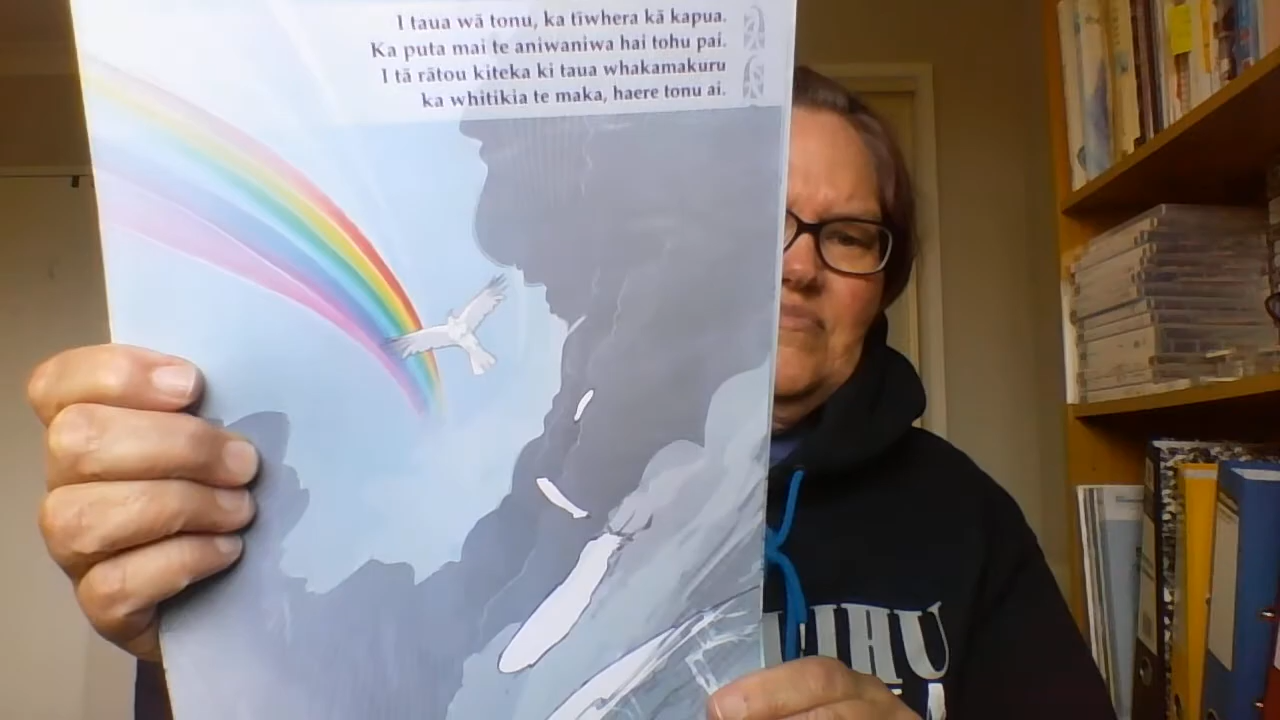 I taua wā tonu, ka tīwhera kā kapua.
Ka puta mai te aniwaniwa hai tohu pai.
I tā rātou kiteka ki taua whakamakuru
ka whitikia te maka, haere tonu ai.